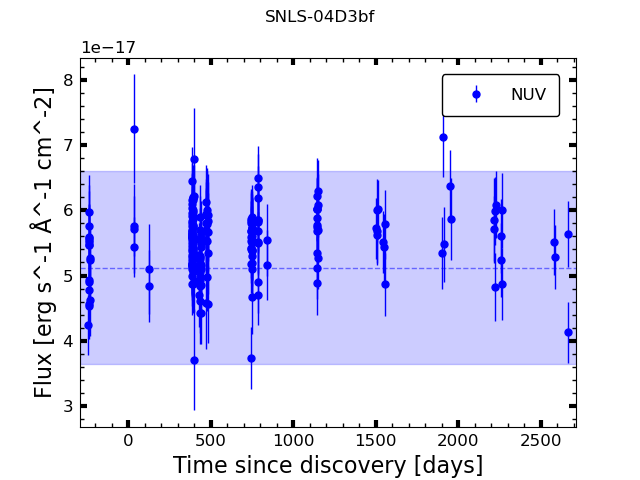 SNLS-04D3bf
1e−17
NUV
8
7
6
5
4
3
Flux [erg s^-1 Å^-1 cm^-2]
0 500 1000 1500 2000 2500
Time since discovery [days]